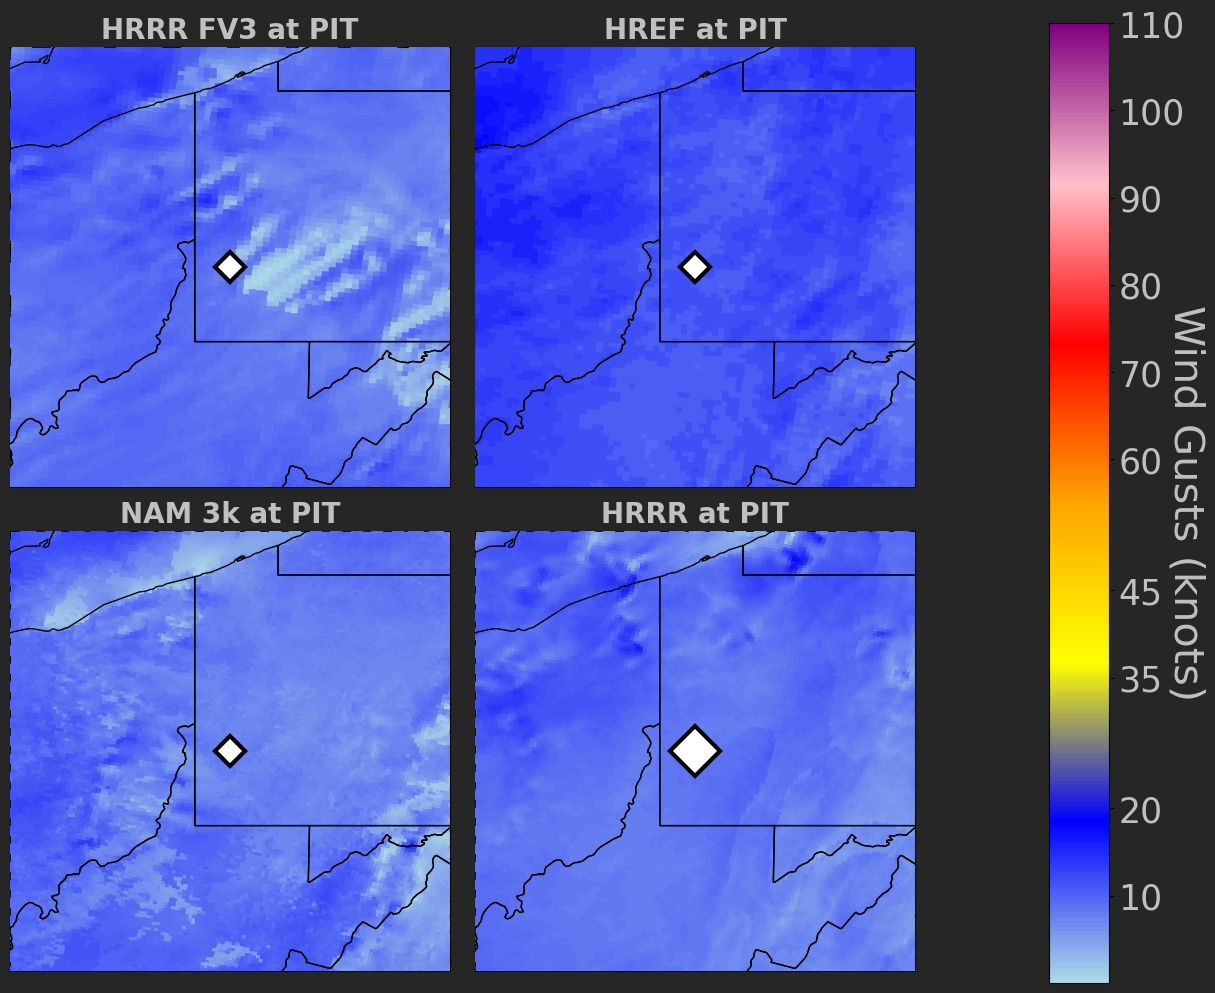 HRRR FV3 at PIT
HREF at PIT
NAM 3k at PIT
HRRR at PIT
110
100
90
80
70
60
45
35
20
10
Wind Gusts (knots)